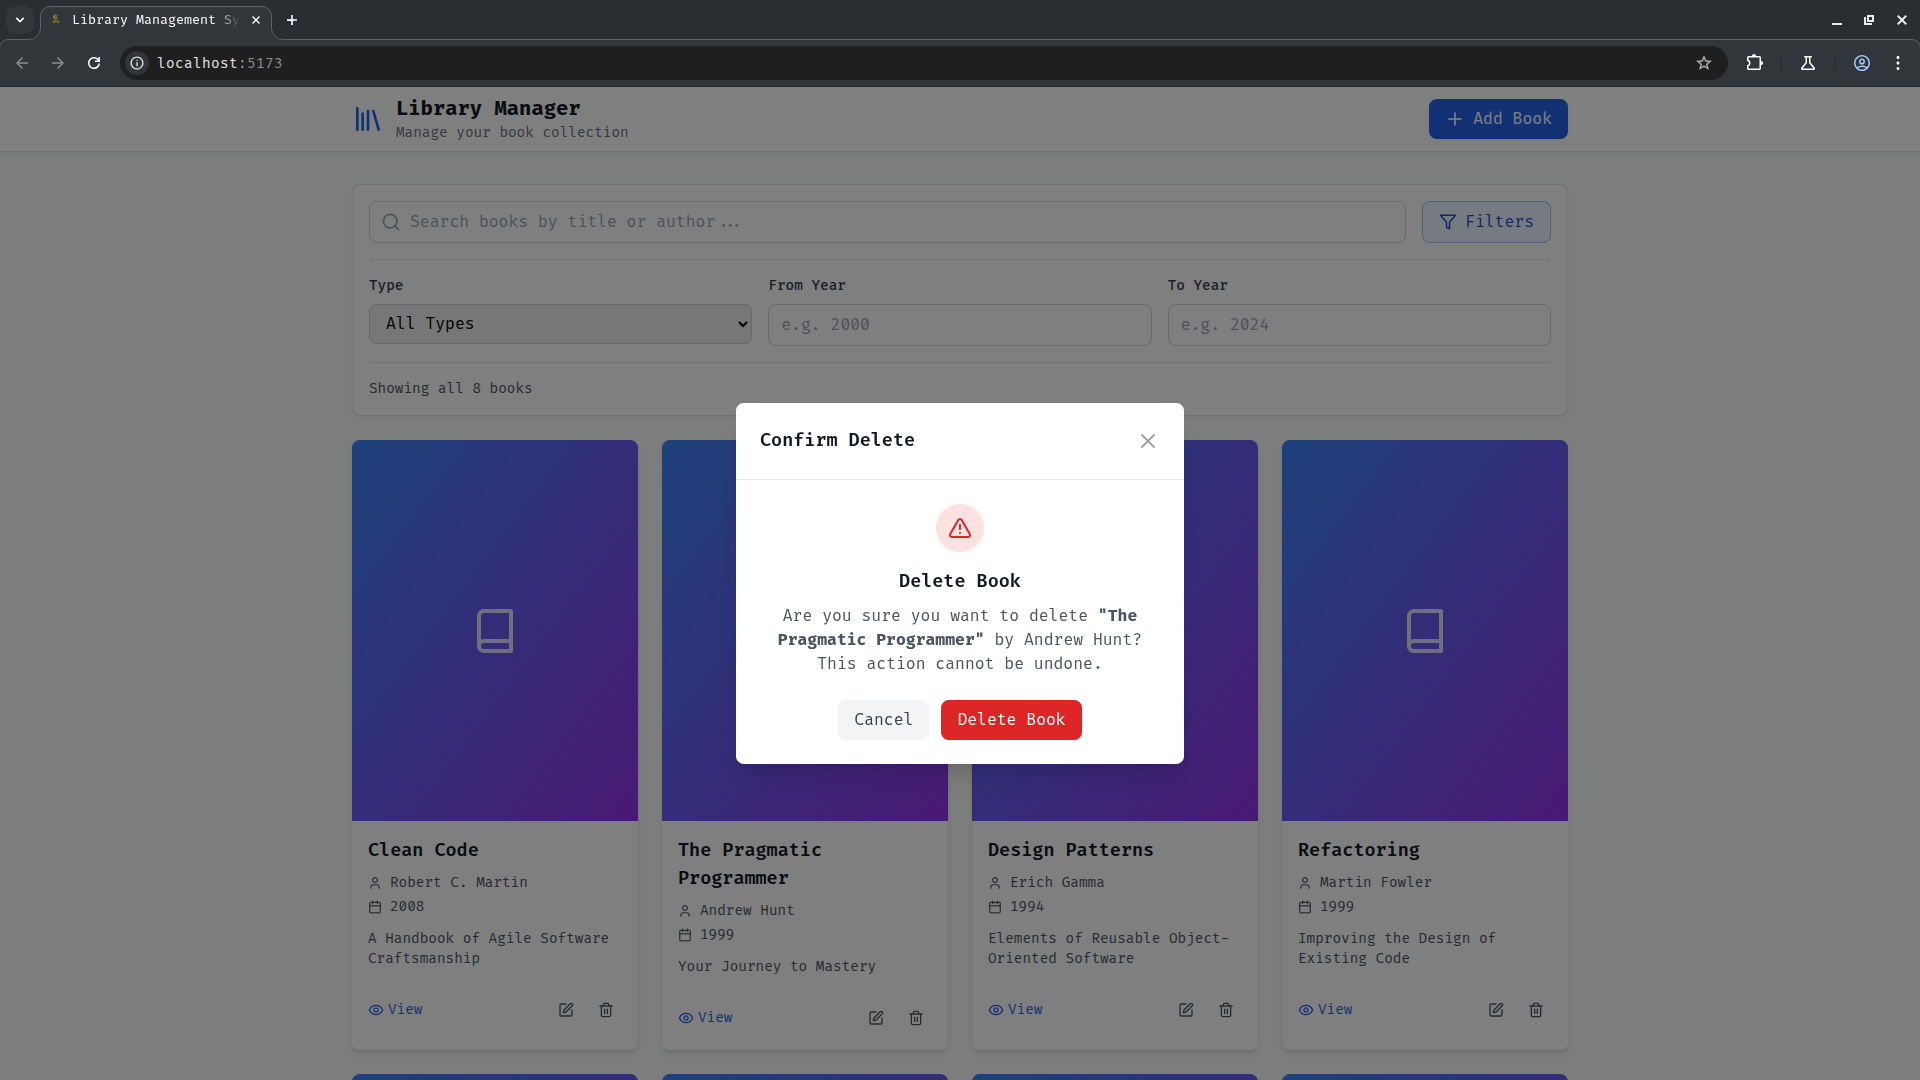 Library Management Sy
localhost:5173
Library Manager
Manage your book collection
Add Book
Search books by title or author...
Filters
Type
From Year
To Year
All Types
e.g. 2000
e.g. 2024
Showing all 8 books
Confirm Delete
Delete Book
Are you sure you want to delete "The
Pragmatic Programmer" by Andrew Hunt?
This action cannot be undone.
Cancel
Delete Book
Clean Code
Robert C. Martin
2008
A Handbook of Agile Software
Craftsmanship
View
The Pragmatic
Programmer
Andrew Hunt
1999
Your Journey to Mastery
View
Design Patterns
Erich Gamma
1994
Elements of Reusable Object-
Oriented Software
View
Refactoring
Martin Fowler
1999
Improving the Design of
Existing Code
View